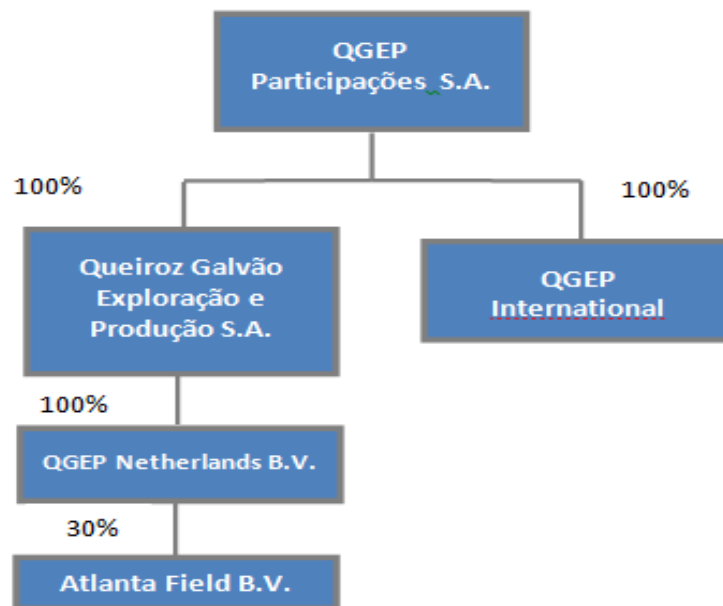 QGEP
Participações S.A.
100%
100%
Queiroz Galvão
Exploração e
Produção S.A.
QGEP
International
100%
QGEP Netherlands B.V.
30%
Atlanta Field B.V.